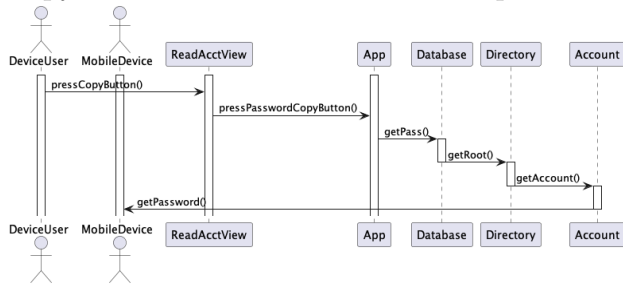 DeviceUser MobileDevice ReadAcctView App Database Directory Account
pressCopyButton()
pressPasswordCopyButton()
getPass()
getRoot()
getAccount()
getPassword()
DeviceUser MobileDevice ReadAcctView App Database Directory Account